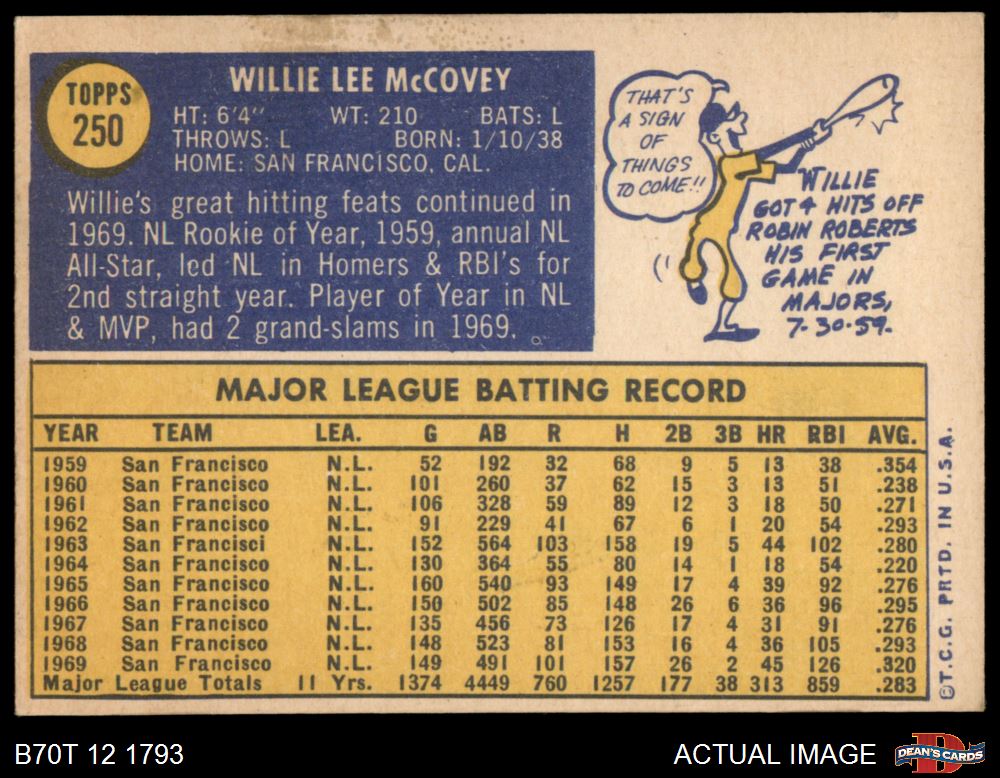 TOPPS
250
WILLIE LEE McCOVEY
HT: 6'4" WT: 210 BATS: L
THROWS: L BORN: 1/10/38
HOME: SAN FRANCISCO, CAL.
Willie's great hitting feats continued in
1969. NL Rookie of Year, 1959, annual NL
All-Star, led NL in Homers & RBI's for
2nd straight year. Player of Year in NL
& MVP, had 2 grand-slams in 1969.
THAT'S
A SIGN
OF
THINGS
TO COME!!
WILLIE
GOT 4 HITS OFF
ROBIN ROBERTS
HIS FIRST
GAME IN
MAJORS,
7-30-59.
MAJOR LEAGUE BATTING RECORD
YEAR TEAM LEA. G AB R H 2B 3B HR RBI AVG.
1959 San Francisco N.L. 52 192 32 68 9 5 13 38 .354
1960 San Francisco N.L. 101 260 37 62 15 3 13 51 .238
1961 San Francisco N.L. 106 328 59 89 12 3 18 50 .271
1962 San Francisco N.L. 91 229 41 67 6 1 20 54 .293
1963 San Francisci N.L. 152 564 103 158 19 5 44 102 .280
1964 San Francisco N.L. 130 364 55 80 14 1 18 54 .220
1965 San Francisco N.L. 160 540 93 149 17 4 39 92 .276
1966 San Francisco N.L. 150 502 85 148 26 6 36 96 .295
1967 San Francisco N.L. 135 456 73 126 17 4 31 91 .276
1968 San Francisco N.L. 148 523 81 153 16 4 36 105 .293
1969 San Francisco N.L. 149 491 101 157 26 2 45 126 .320
Major League Totals 11 Yrs. 1374 4449 760 1257 177 38 313 859 .283
©T.C.G. PRTD. IN U.S.A.
B70T 12 1793
ACTUAL IMAGE
DEAN'S CARDS